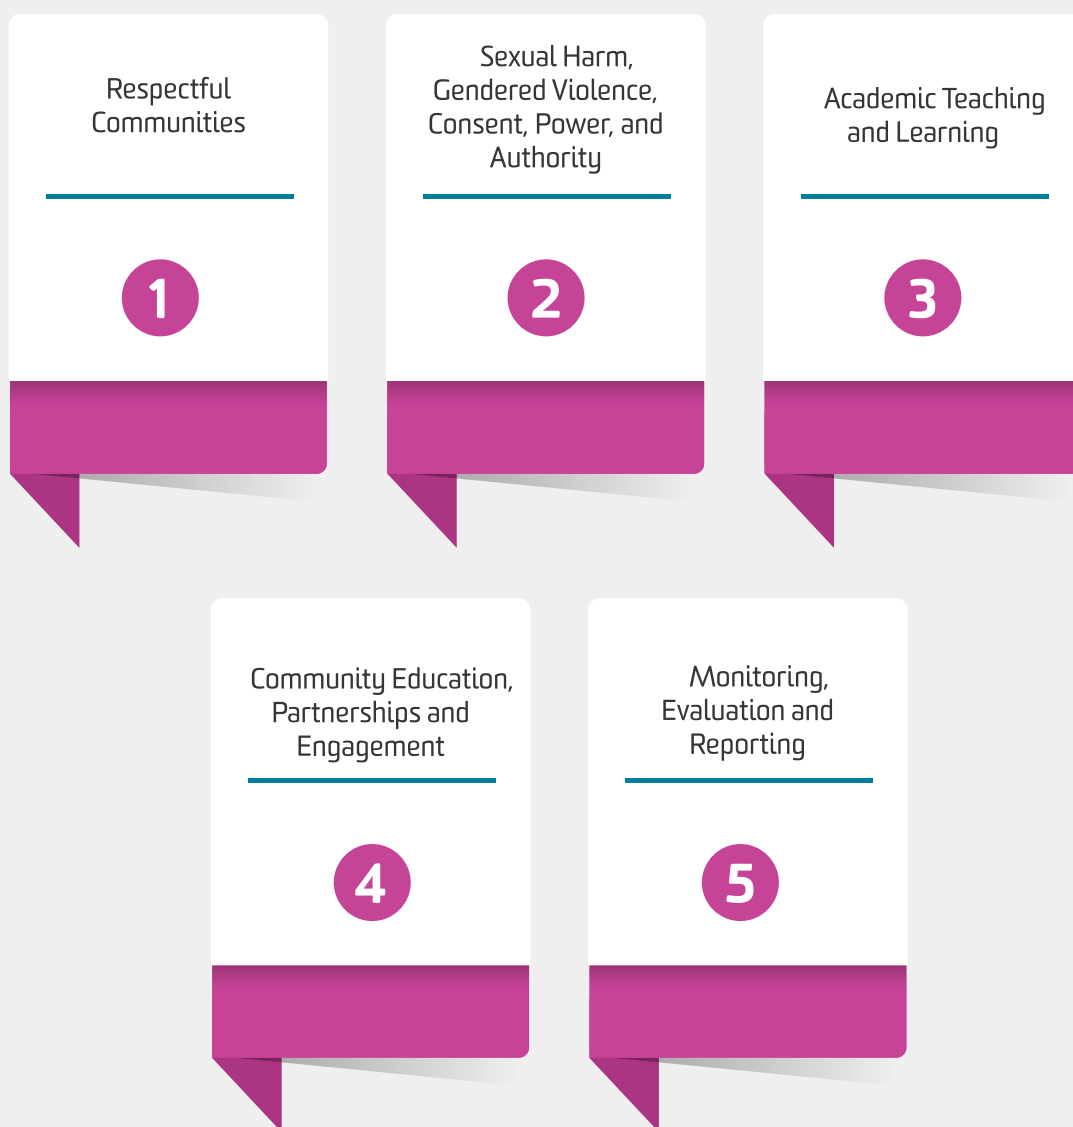 Respectful
Communities
1
Sexual Harm,
Gendered Violence,
Consent, Power, and
Authority
2
Academic Teaching
and Learning
3
Community Education,
Partnerships and
Engagement
4
Monitoring,
Evaluation and
Reporting
5